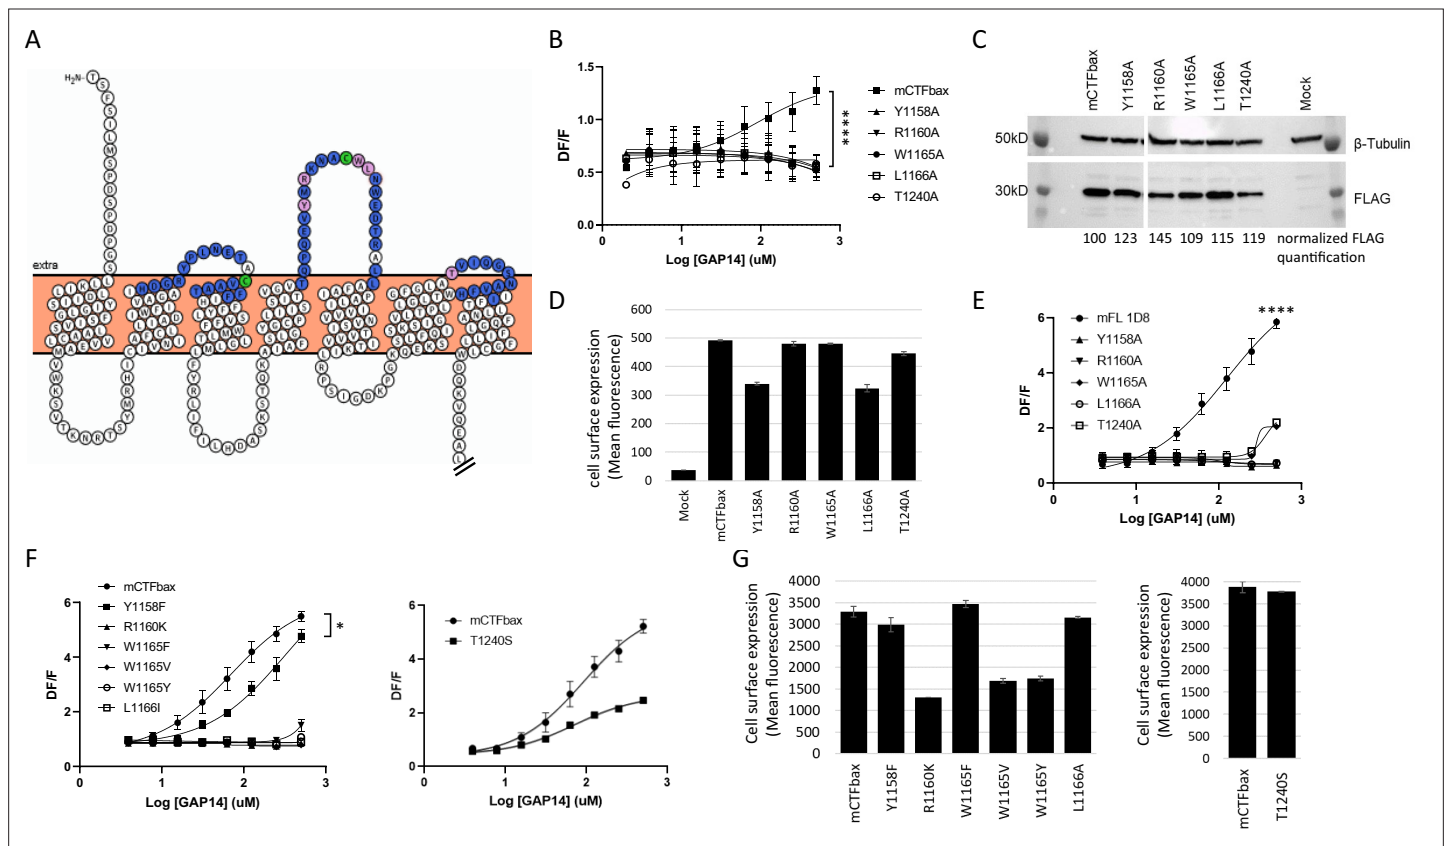 A
H₂N-
extra
B
1.5
1.0
0.5
0.0
DF/F
0
1
2
3
Log [GAP14] (uM)
mCTFbax
Y1158A
R1160A
W1165A
L1166A
T1240A
****
C
mCTFbax
Y1158A
R1160A
W1165A
L1166A
T1240A
Mock
50kD
β-Tubulin
30kD
FLAG
100 123 145 109 115 119 normalized FLAG
quantification
D
600
500
400
300
200
100
0
cell surface expression
(Mean fluorescence)
Mock
mCTFbax
Y1158A
R1160A
W1165A
L1166A
T1240A
E
6
4
2
0
DF/F
0
1
2
3
Log [GAP14] (uM)
mFL 1D8
Y1158A
R1160A
W1165A
L1166A
T1240A
****
F
mCTFbax
Y1158F
R1160K
W1165F
W1165V
W1165Y
L1166I
*
6
4
2
0
DF/F
0
1
2
3
Log [GAP14] (uM)
mCTFbax
T1240S
6
4
2
0
DF/F
0
1
2
3
Log [GAP14] (uM)
G
4000
3500
3000
2500
2000
1500
1000
500
0
Cell surface expression
(Mean fluorescence)
mCTFbax
Y1158F
R1160K
W1165F
W1165V
W1165Y
L1166A
4000
3500
3000
2500
2000
1500
1000
500
0
Cell surface expression
(Mean fluorescence)
mCTFbax
T1240S